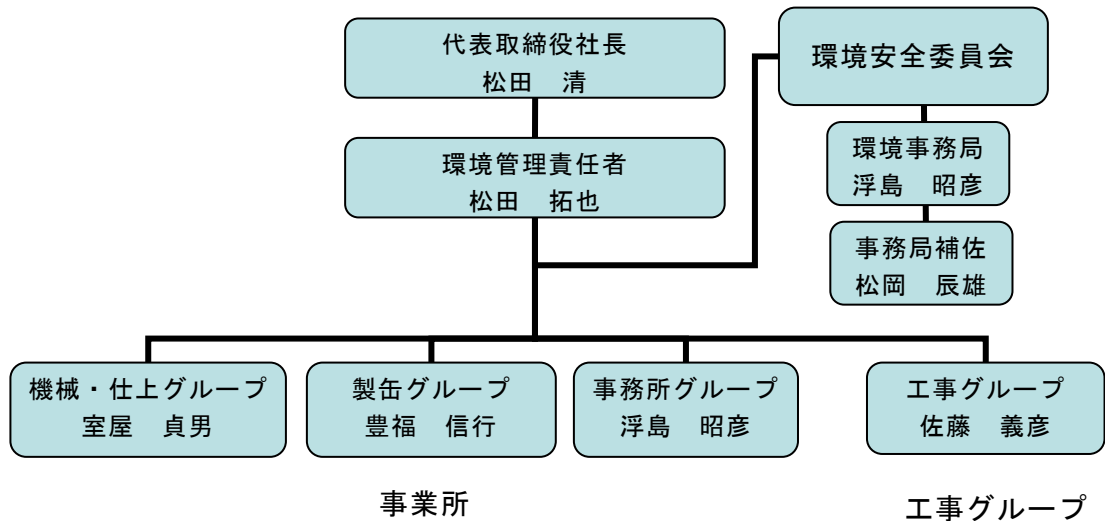 代表取締役社長
松田　清
環境安全委員会
環境管理責任者
松田　拓也
環境事務局
浮島　昭彦
事務局補佐
松岡　辰雄
機械・仕上グループ
室屋　貞男
製缶グループ
豊福　信行
事務所グループ
浮島　昭彦
工事グループ
佐藤　義彦
事業所
工事グループ